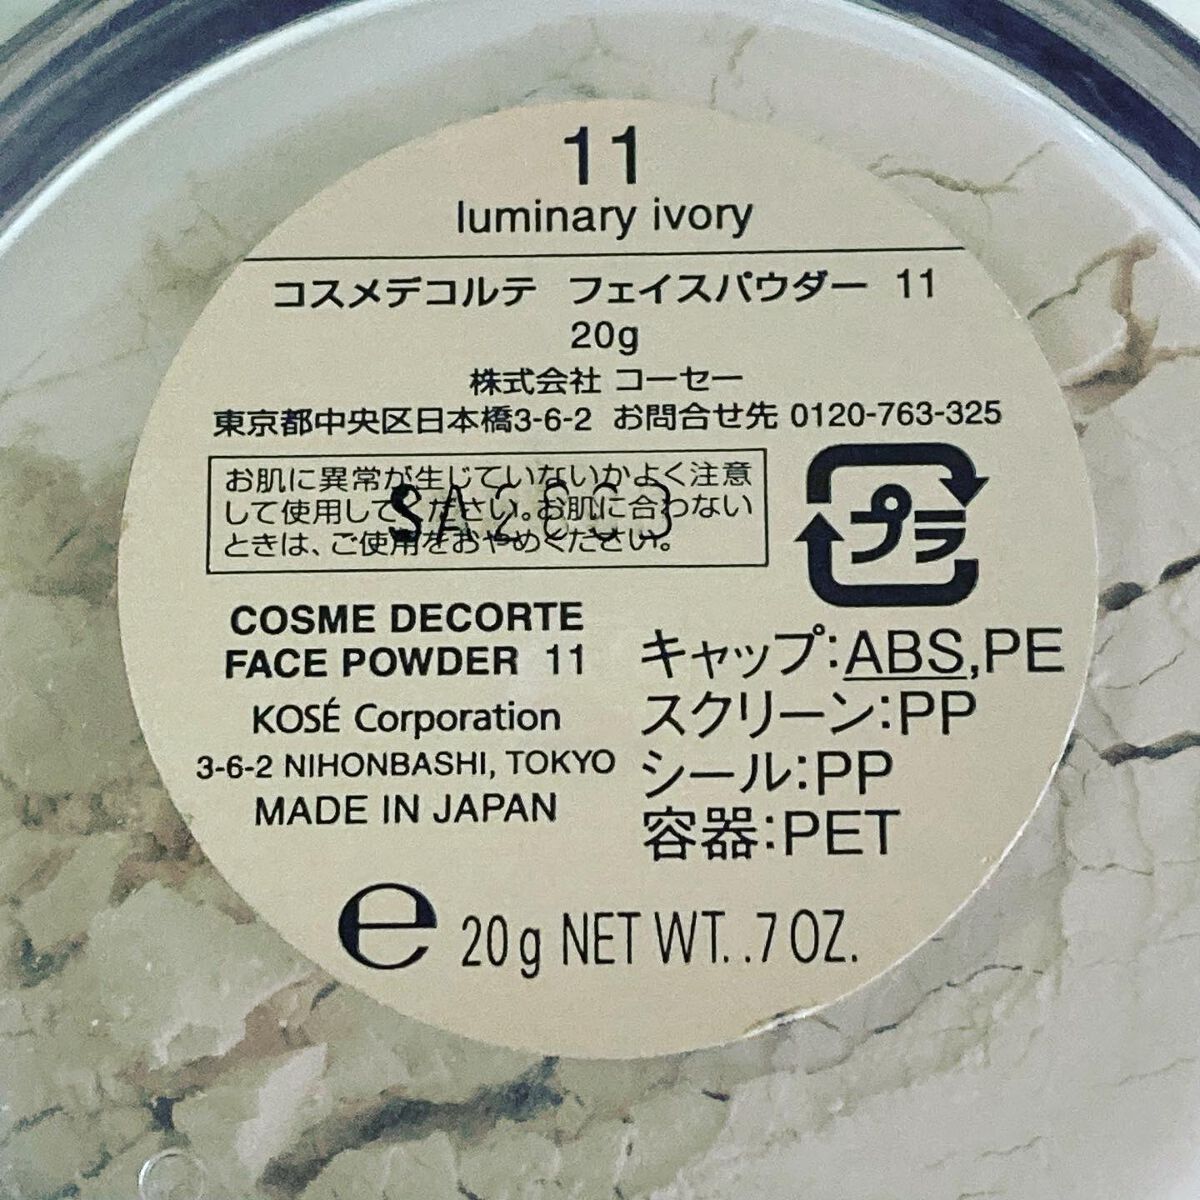 11
luminary ivory
コスメデコルテ フェイスパウダー 11
20g
株式会社 コーセー
東京都中央区日本橋3-6-2 お問合せ先 0120-763-325
お肌に異常が生じていないかよく注意
して使用してください。お肌に合わない
ときは、ご使用をおやめください。
プラ
COSME DECORTE
FACE POWDER 11
KOSÉ Corporation
3-6-2 NIHONBASHI, TOKYO
MADE IN JAPAN
キャップ:ABS,PE
スクリーン:PP
シール:PP
容器:PET
e 20g NET WT. .7 OZ.